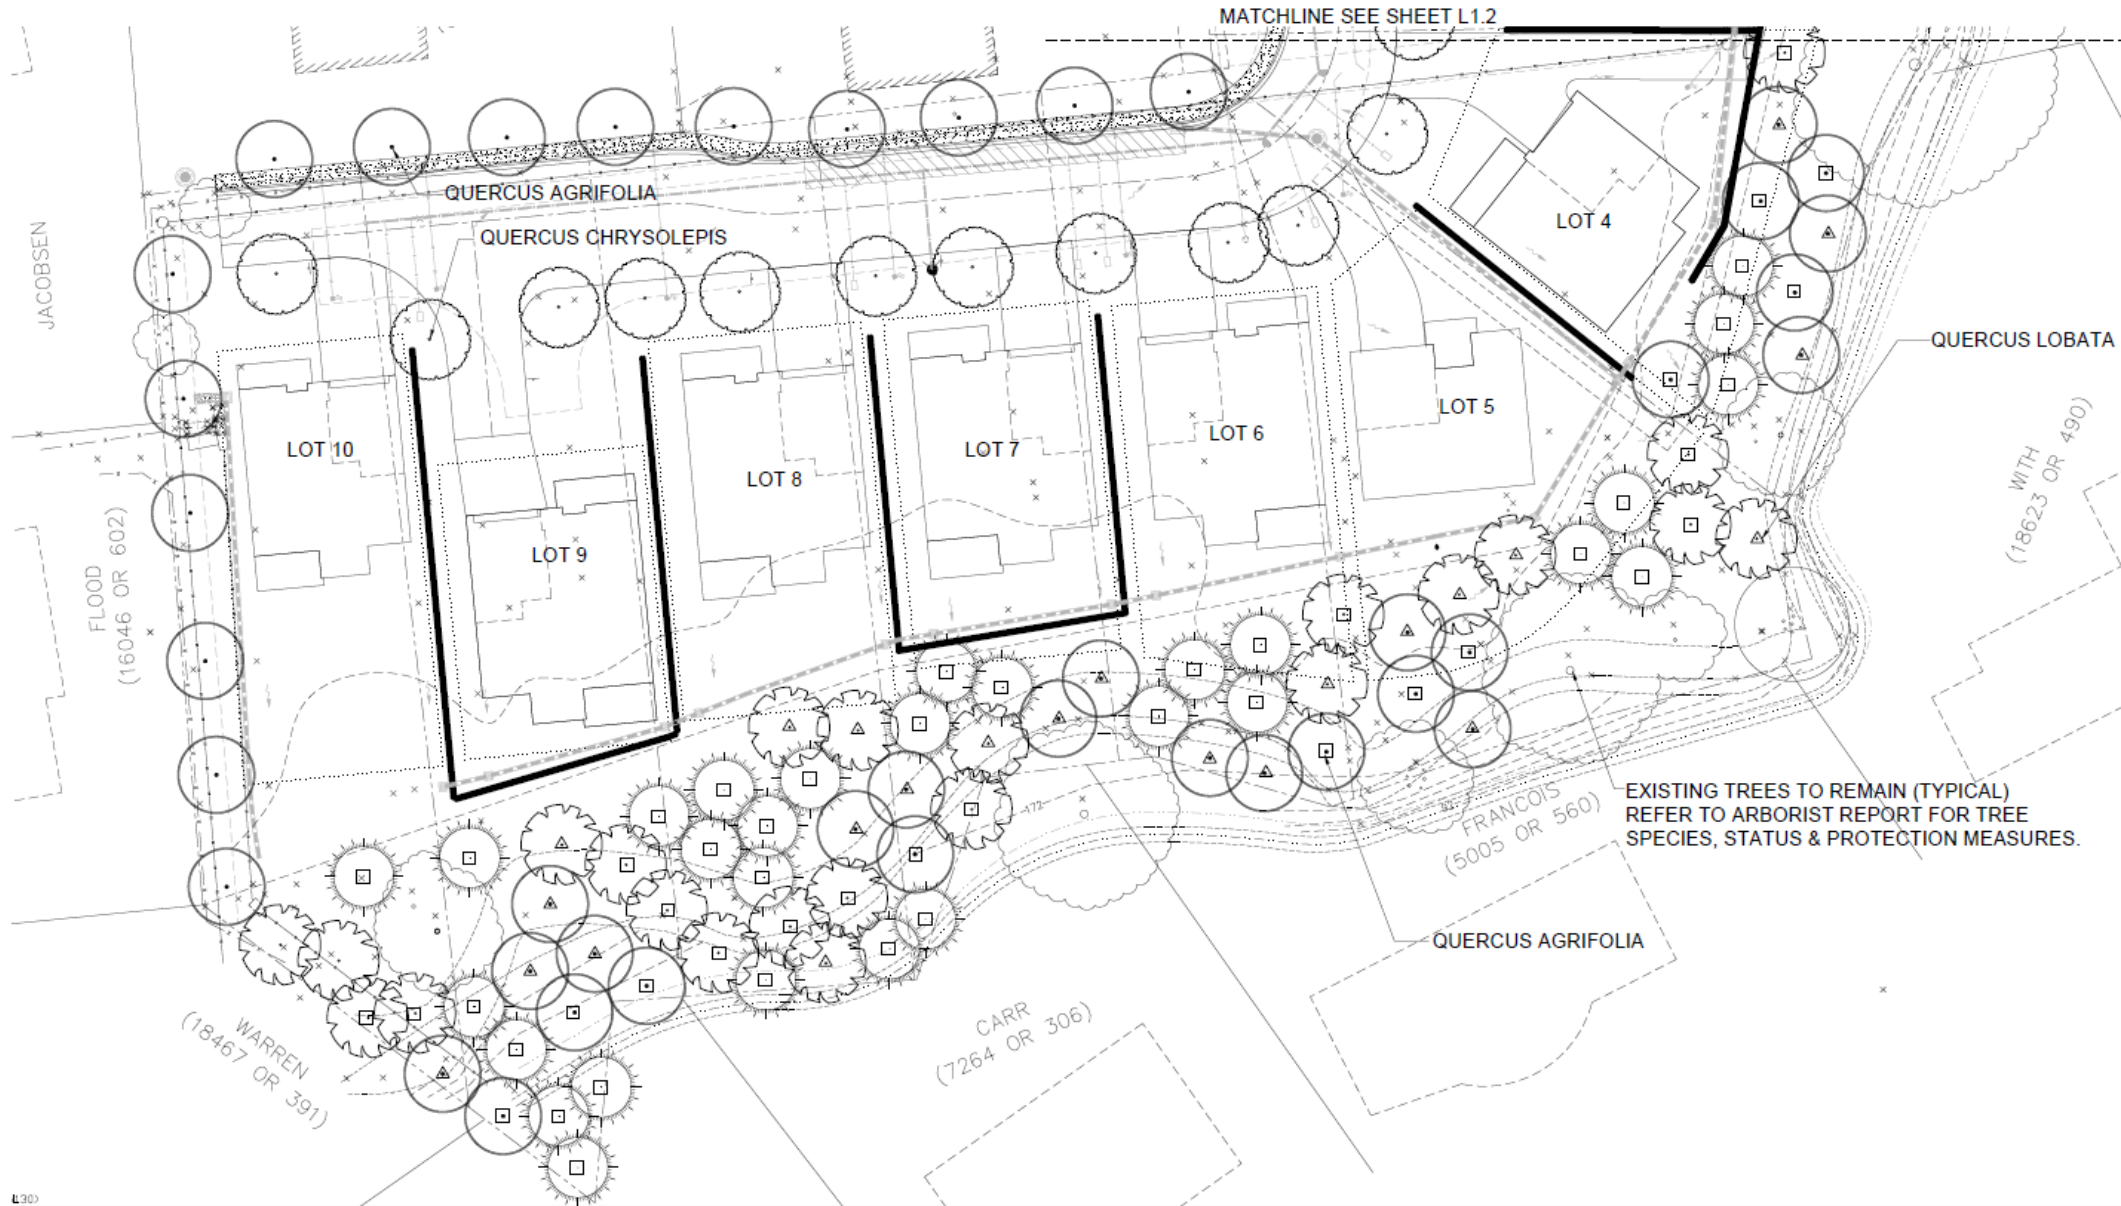 MATCHLINE SEE SHEET L1.2
QUERCUS AGRIFOLIA
QUERCUS CHRYSOLEPIS
LOT 4
JACOBSEN
QUERCUS LOBATA
LOT 5
LOT 6
LOT 7
LOT 10
LOT 8
LOT 9
WITH
(18623 OR 490)
FLOOD
(16046 OR 602)
EXISTING TREES TO REMAIN (TYPICAL)
REFER TO ARBORIST REPORT FOR TREE
SPECIES, STATUS & PROTECTION MEASURES.
172
FRANCOIS
(5005 OR 560)
QUERCUS AGRIFOLIA
CARR
(7264 OR 306)
WARREN
(18467 OR 391)